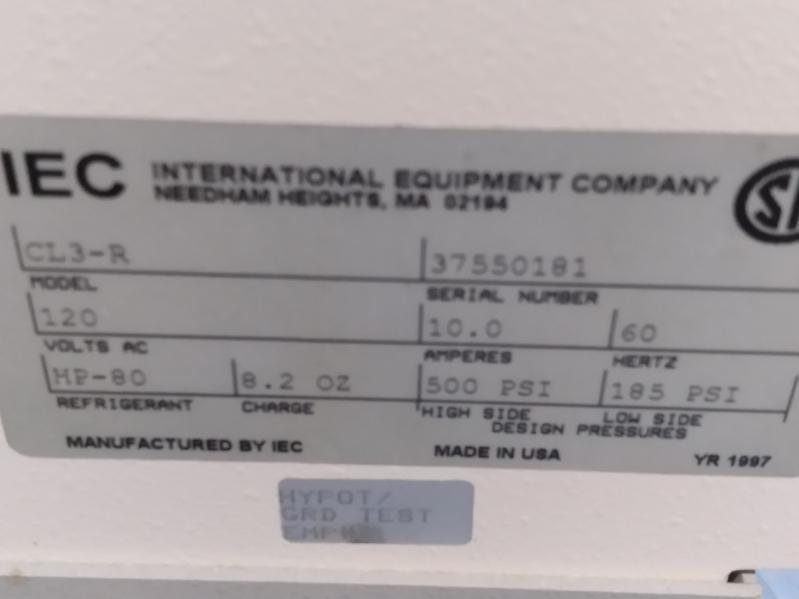 IEC INTERNATIONAL EQUIPMENT COMPANY
NEEDHAM HEIGHTS, MA 02194
CL3-R 37550181
MODEL SERIAL NUMBER
120 10.0 60
VOLTS AC AMPERES HERTZ
HP-80 8.2 OZ 500 PSI 185 PSI
REFRIGERANT CHARGE HIGH SIDE LOW SIDE
DESIGN PRESSURES
MANUFACTURED BY IEC MADE IN USA YR 1997
HYPOT/
GRD TEST